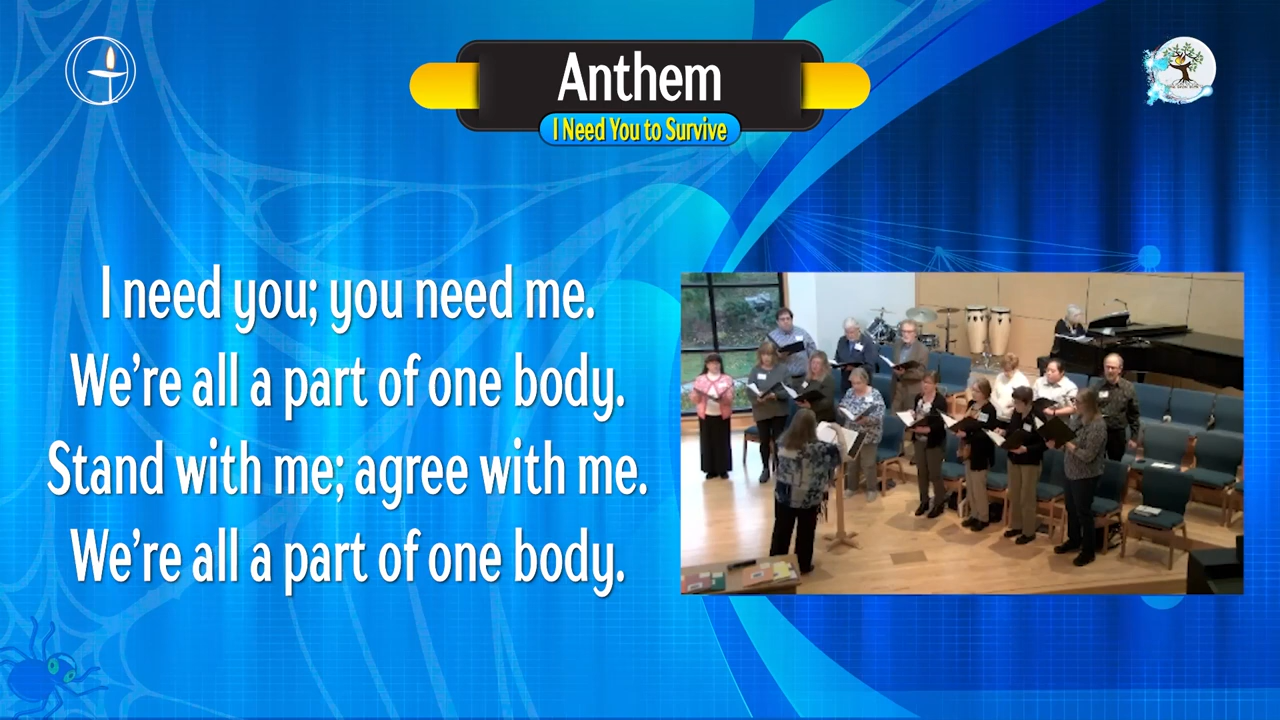 Anthem
I Need You to Survive
I need you; you need me.
We're all a part of one body.
Stand with me; agree with me.
We're all a part of one body.